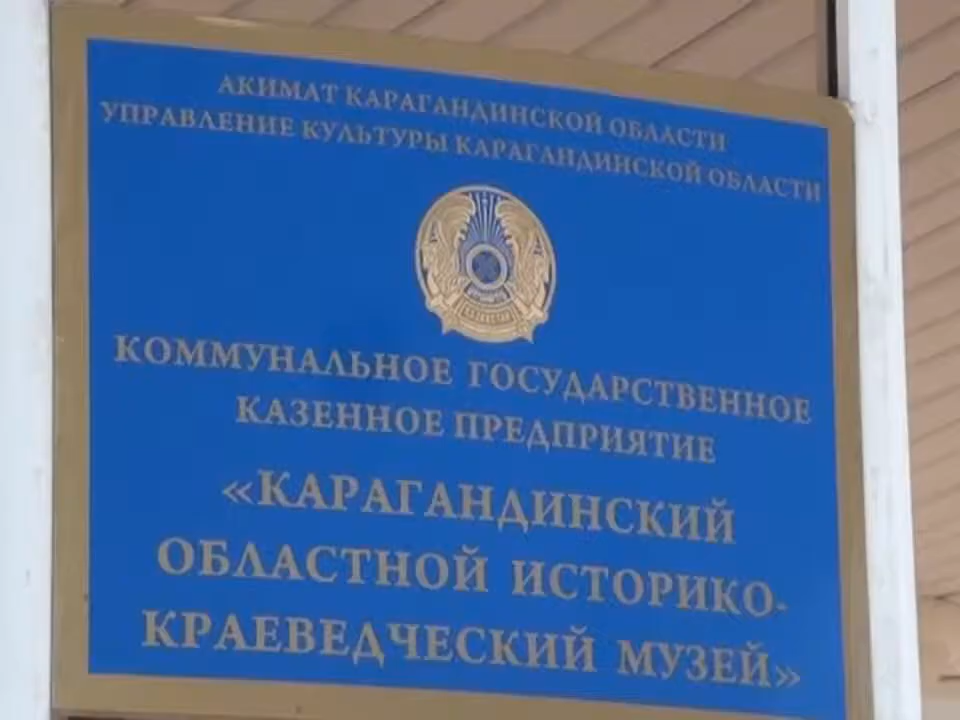 АКИМАТ КАРАГАНДИНСКОЙ ОБЛАСТИ
УПРАВЛЕНИЕ КУЛЬТУРЫ КАРАГАНДИНСКОЙ ОБЛАСТИ
КОММУНАЛЬНОЕ ГОСУДАРСТВЕННОЕ
КАЗЕННОЕ ПРЕДПРИЯТИЕ
«КАРАГАНДИНСКИЙ
ОБЛАСТНОЙ ИСТОРИКО-
КРАЕВЕДЧЕСКИЙ МУЗЕЙ»